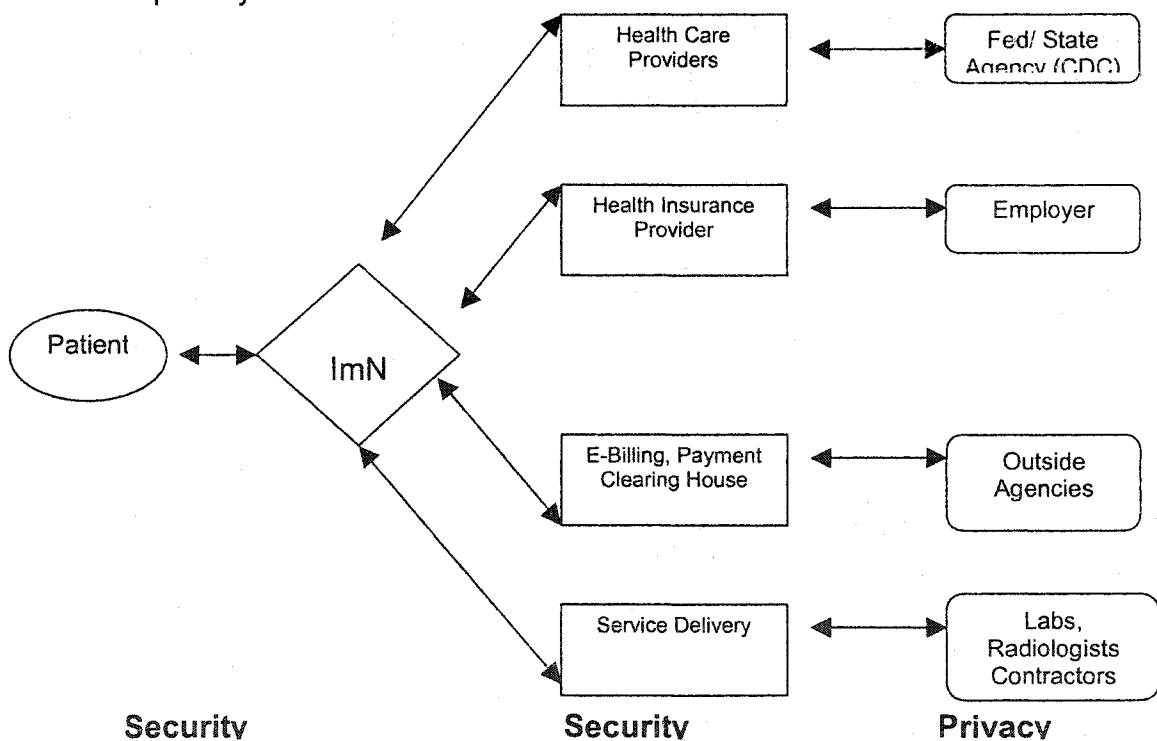 Health Care
Providers
Fed/ State
Agency (CDC)
Health Insurance
Provider
Employer
Patient
ImN
E-Billing, Payment
Clearing House
Outside
Agencies
Service Delivery
Labs,
Radiologists
Contractors
Security
Security
Privacy